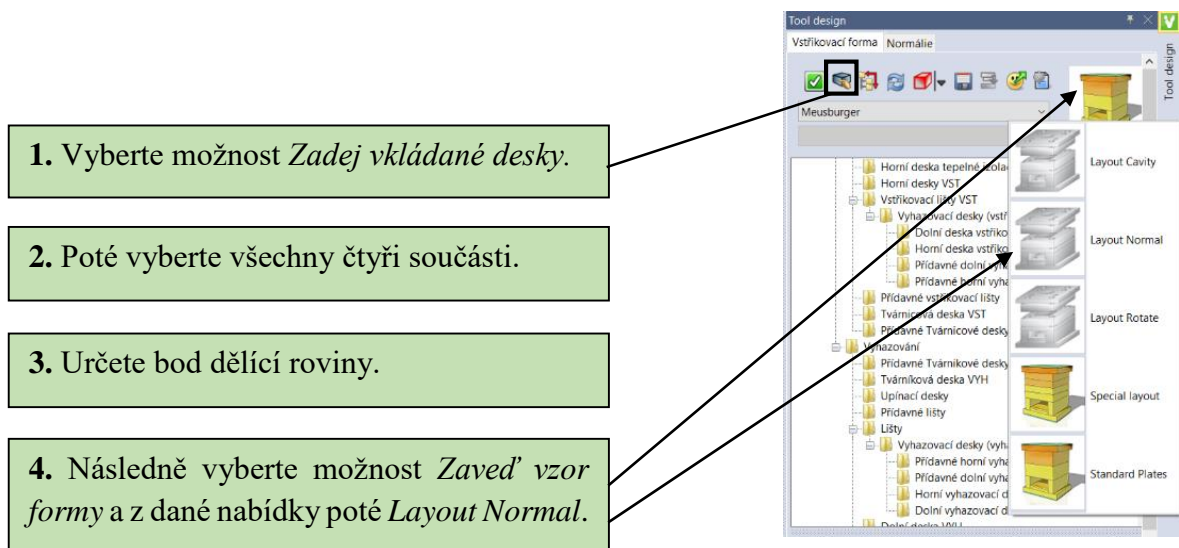 Tool design
Vstřikovací forma Normálie
Tool design
Meusburger
1. Vyberte možnost Zadej vkládané desky.
2. Poté vyberte všechny čtyři součásti.
3. Určete bod dělící roviny.
4. Následně vyberte možnost Zaveď vzor
formy a z dané nabídky poté Layout Normal.
Horní deska tepelné izola
Horní desky VST
Vstřikovací lišty VST
Vyhazovací desky (vstř
Dolní deska vstřiko
Horní deska vstřiko
Přídavné dolní vyha
Přídavné horní vyha
Přídavné vstřikovací lišty
Tvárnicová deska VST
Přídavné Tvárnicové desky
Vyhazování
Přídavné Tvárníkové desky
Tvárníková deska VYH
Upínací desky
Přídavné lišty
Lišty
Vyhazovací desky (vyh
Přídavné horní vyha
Přídavné dolní vyha
Horní vyhazovací d
Dolní vyhazovací d
Dolní deska VYH
Layout Cavity
Layout Normal
Layout Rotate
Special layout
Standard Plates